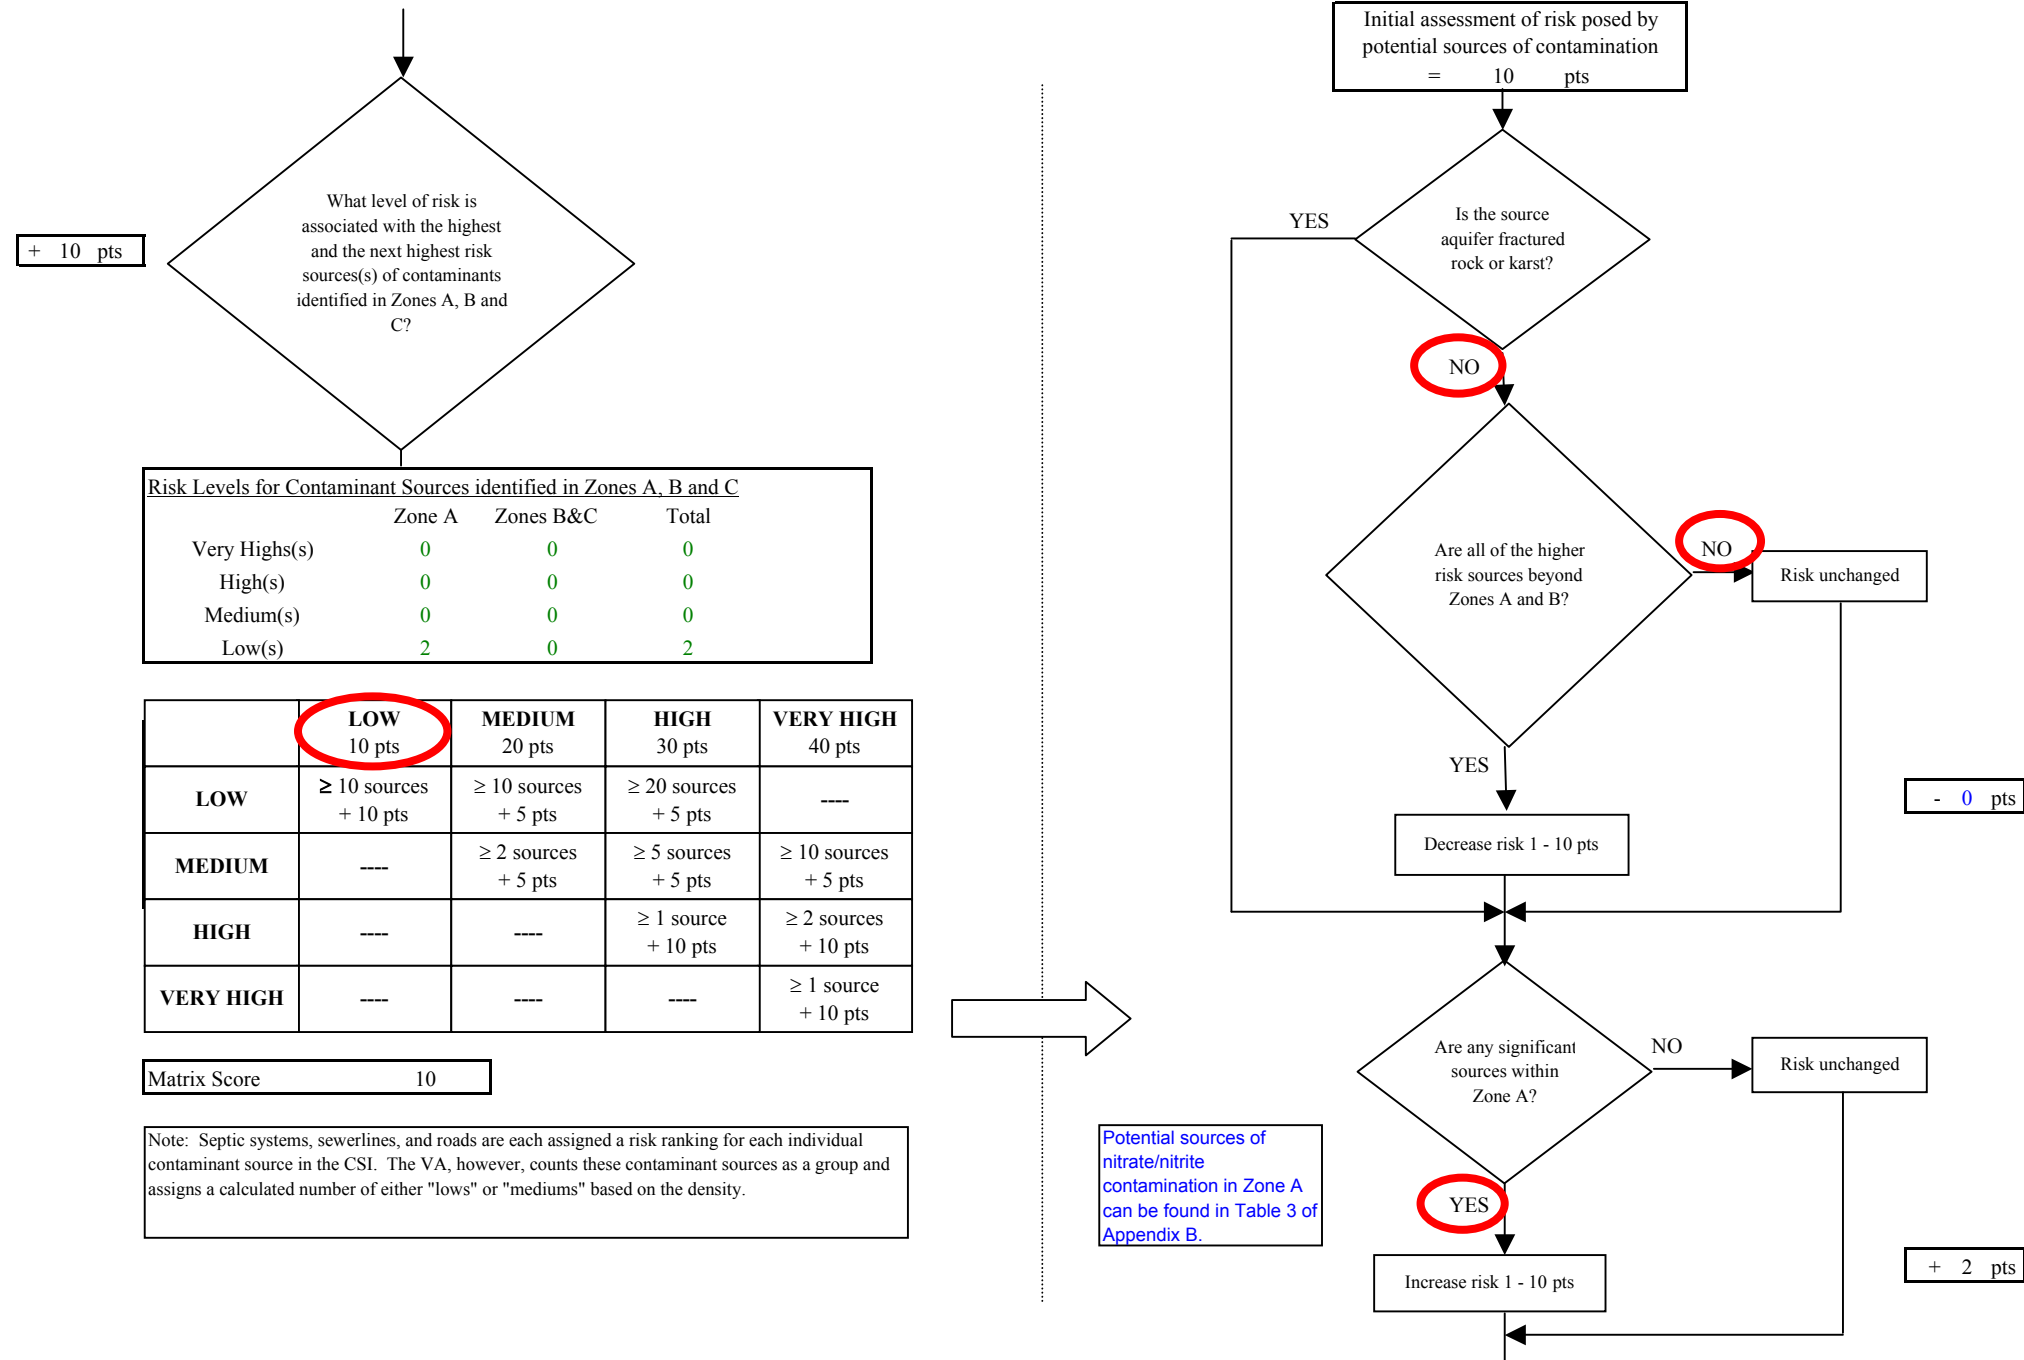 + 10 pts
What level of risk is
associated with the highest
and the next highest risk
sources(s) of contaminants
identified in Zones A, B and
C?
Risk Levels for Contaminant Sources identified in Zones A, B and C
Zone A Zones B&C Total
Very Highs(s) 0 0 0
High(s) 0 0 0
Medium(s) 0 0 0
Low(s) 2 0 2
LOW MEDIUM HIGH VERY HIGH
10 pts 20 pts 30 pts 40 pts
LOW ≥ 10 sources ≥ 10 sources ≥ 20 sources ----
+ 10 pts + 5 pts + 5 pts
MEDIUM ---- ≥ 2 sources ≥ 5 sources ≥ 10 sources
+ 5 pts + 5 pts + 5 pts
HIGH ---- ---- ≥ 1 source ≥ 2 sources
+ 10 pts + 10 pts
VERY HIGH ---- ---- ---- ≥ 1 source
+ 10 pts
Matrix Score 10
Note: Septic systems, sewerlines, and roads are each assigned a risk ranking for each individual
contaminant source in the CSI. The VA, however, counts these contaminant sources as a group and
assigns a calculated number of either "lows" or "mediums" based on the density.
Initial assessment of risk posed by
potential sources of contamination
= 10 pts
YES
Is the source
aquifer fractured
rock or karst?
NO
Are all of the higher
risk sources beyond
Zones A and B?
NO
Risk unchanged
YES
- 0 pts
Decrease risk 1 - 10 pts
Are any significant
sources within
Zone A?
NO
Risk unchanged
Potential sources of
nitrate/nitrite
contamination in Zone A
can be found in Table 3 of
Appendix B.
YES
+ 2 pts
Increase risk 1 - 10 pts